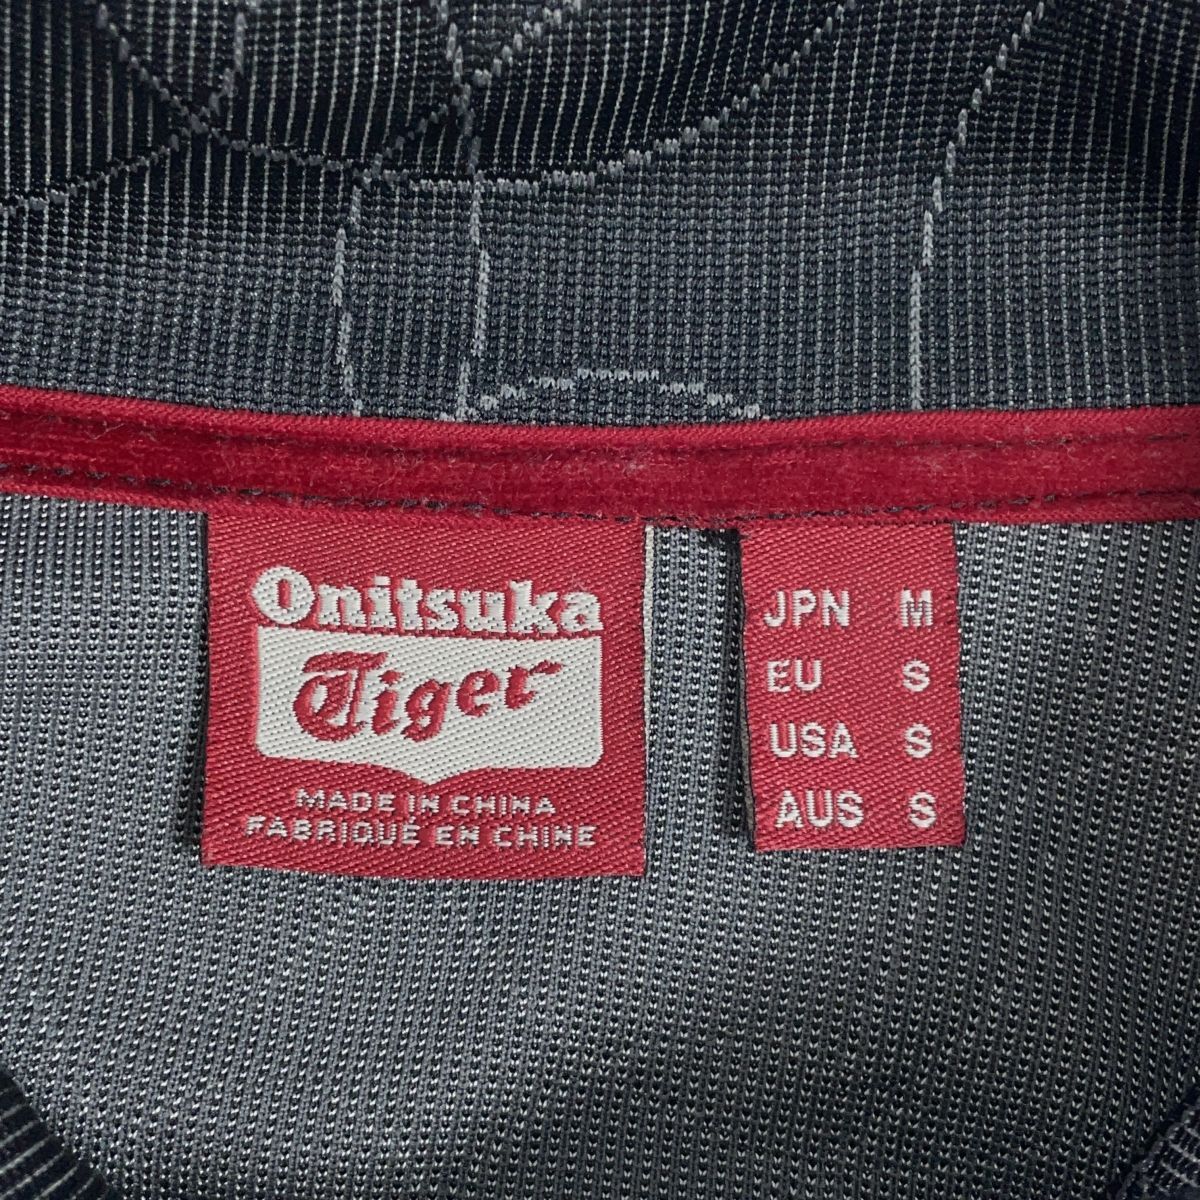 Onitsuka
Tiger
MADE IN CHINA
FABRIQUÉ EN CHINE
JPN M
EU S
USA S
AUS S